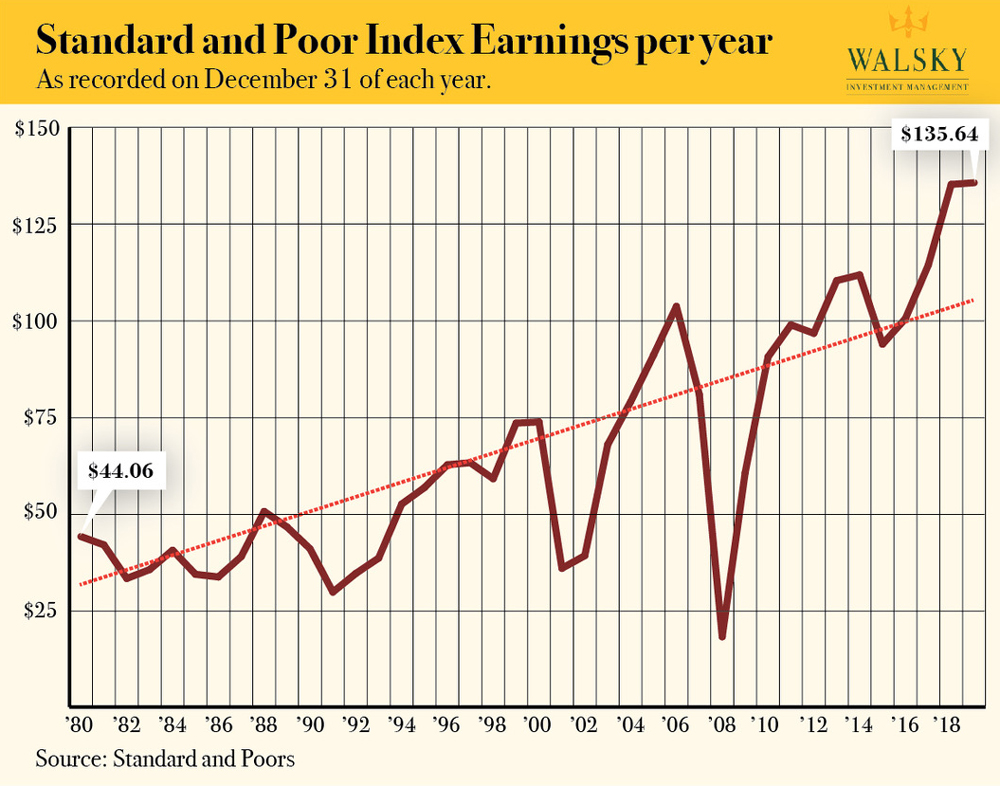 Standard and Poor Index Earnings per year
As recorded on December 31 of each year.
WALSKY
INVESTMENT MANAGEMENT
$150
$135.64
$125
$100
$75
$44.06
$50
$25
’80 ’82 ’84 ’86 ’88 ’90 ’92 ’94 ’96 ’98 ’00 ’02 ’04 ’06 ’08 ’10 ’12 ’14 ’16 ’18
Source: Standard and Poors